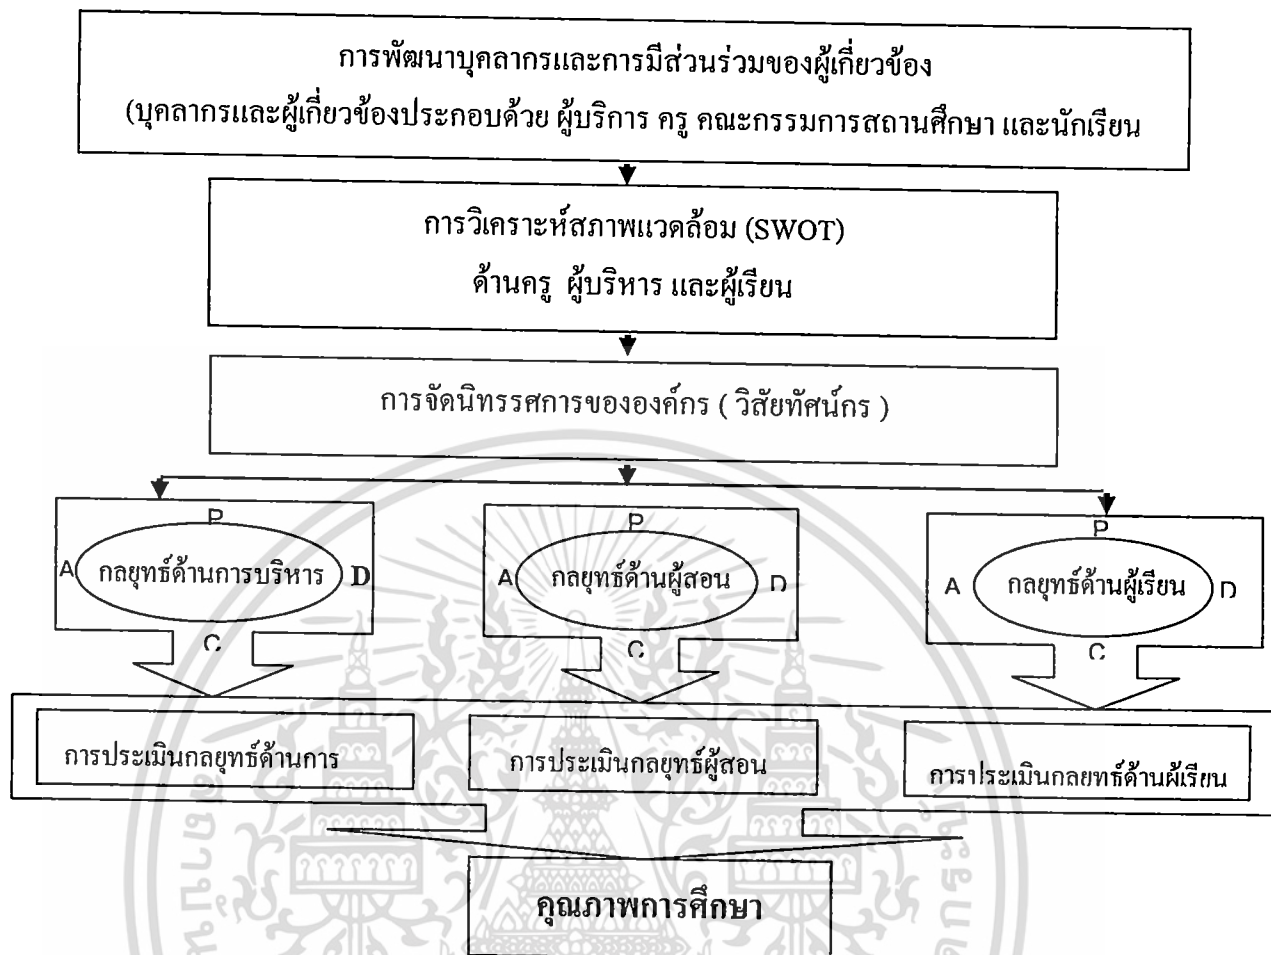 การพัฒนาบุคลากรและการมีส่วนร่วมของผู้เกี่ยวข้อง
(บุคลากรและผู้เกี่ยวข้องประกอบด้วย ผู้บริการ ครู คณะกรรมการสถานศึกษา และนักเรียน
การวิเคราะห์สภาพแวดล้อม (SWOT)
ด้านครู ผู้บริหาร และผู้เรียน
การจัดนิทรรศการขององค์กร ( วิสัยทัศน์กร )
P
A กลยุทธ์ด้านการบริหาร D
C
P
A กลยุทธ์ด้านผู้สอน D
C
P
A กลยุทธ์ด้านผู้เรียน D
C
การประเมินกลยุทธ์ด้านการ
การประเมินกลยุทธ์ผู้สอน
การประเมินกลยุทธ์ด้านผู้เรียน
คุณภาพการศึกษา